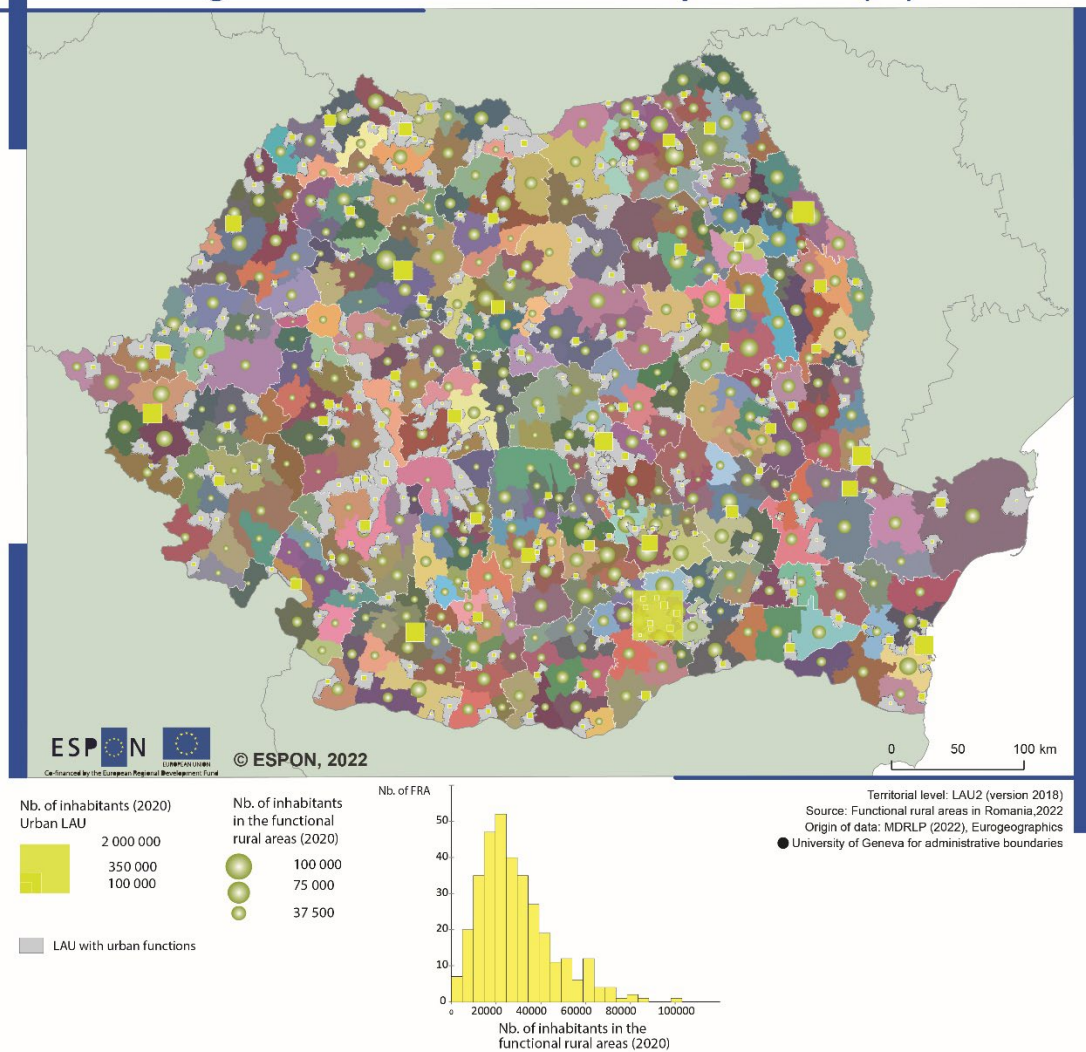 ESPON
EUROPEAN UNION
Co-financed by the European Regional Development Fund
© ESPON, 2022
0 50 100 km
Nb. of inhabitants (2020)
Urban LAU
2 000 000
350 000
100 000
LAU with urban functions
Nb. of inhabitants
in the functional
rural areas (2020)
100 000
75 000
37 500
Nb. of FRA
50
40
30
20
10
0
0 20000 40000 60000 80000 100000
Nb. of inhabitants in the
functional rural areas (2020)
Territorial level: LAU2 (version 2018)
Source: Functional rural areas in Romania,2022
Origin of data: MDRLP (2022), Eurogeographics
University of Geneva for administrative boundaries